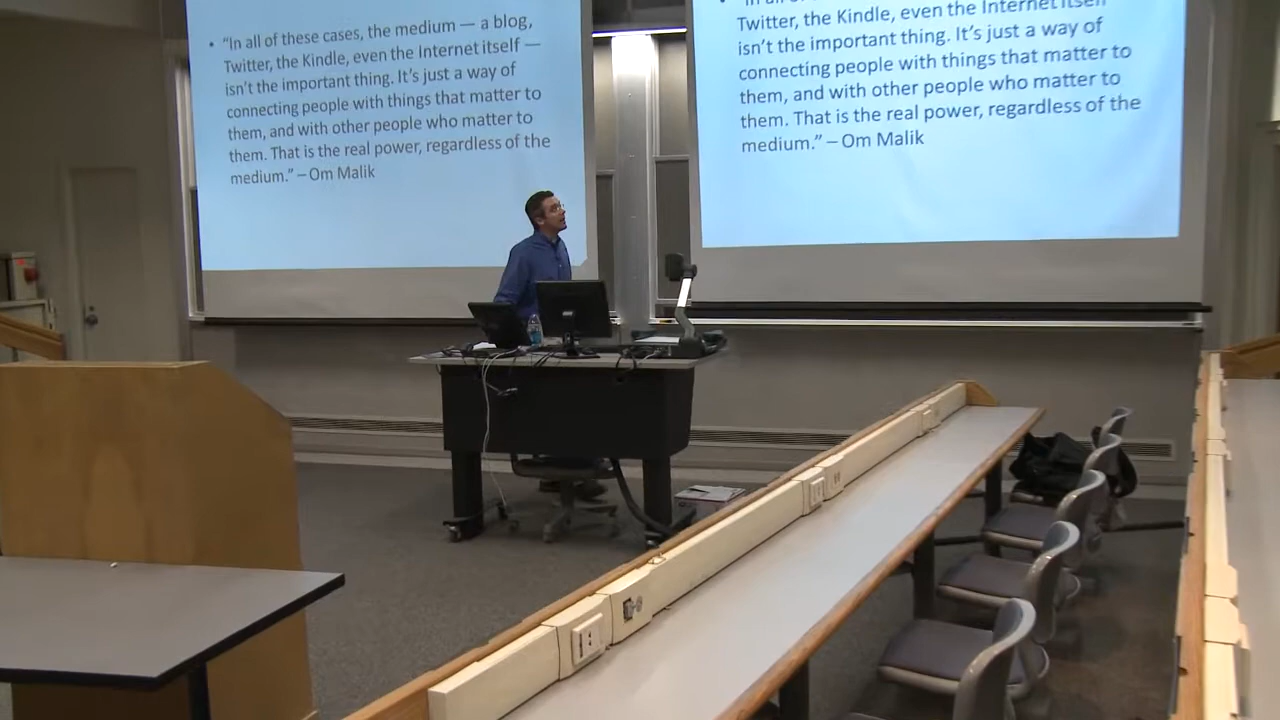 • “In all of these cases, the medium — a blog,
Twitter, the Kindle, even the Internet itself —
isn’t the important thing. It’s just a way of
connecting people with things that matter to
them, and with other people who matter to
them. That is the real power, regardless of the
medium.” – Om Malik
Twitter, the Kindle, even the Internet itself
isn’t the important thing. It’s just a way of
connecting people with things that matter to
them, and with other people who matter to
them. That is the real power, regardless of the
medium.” – Om Malik